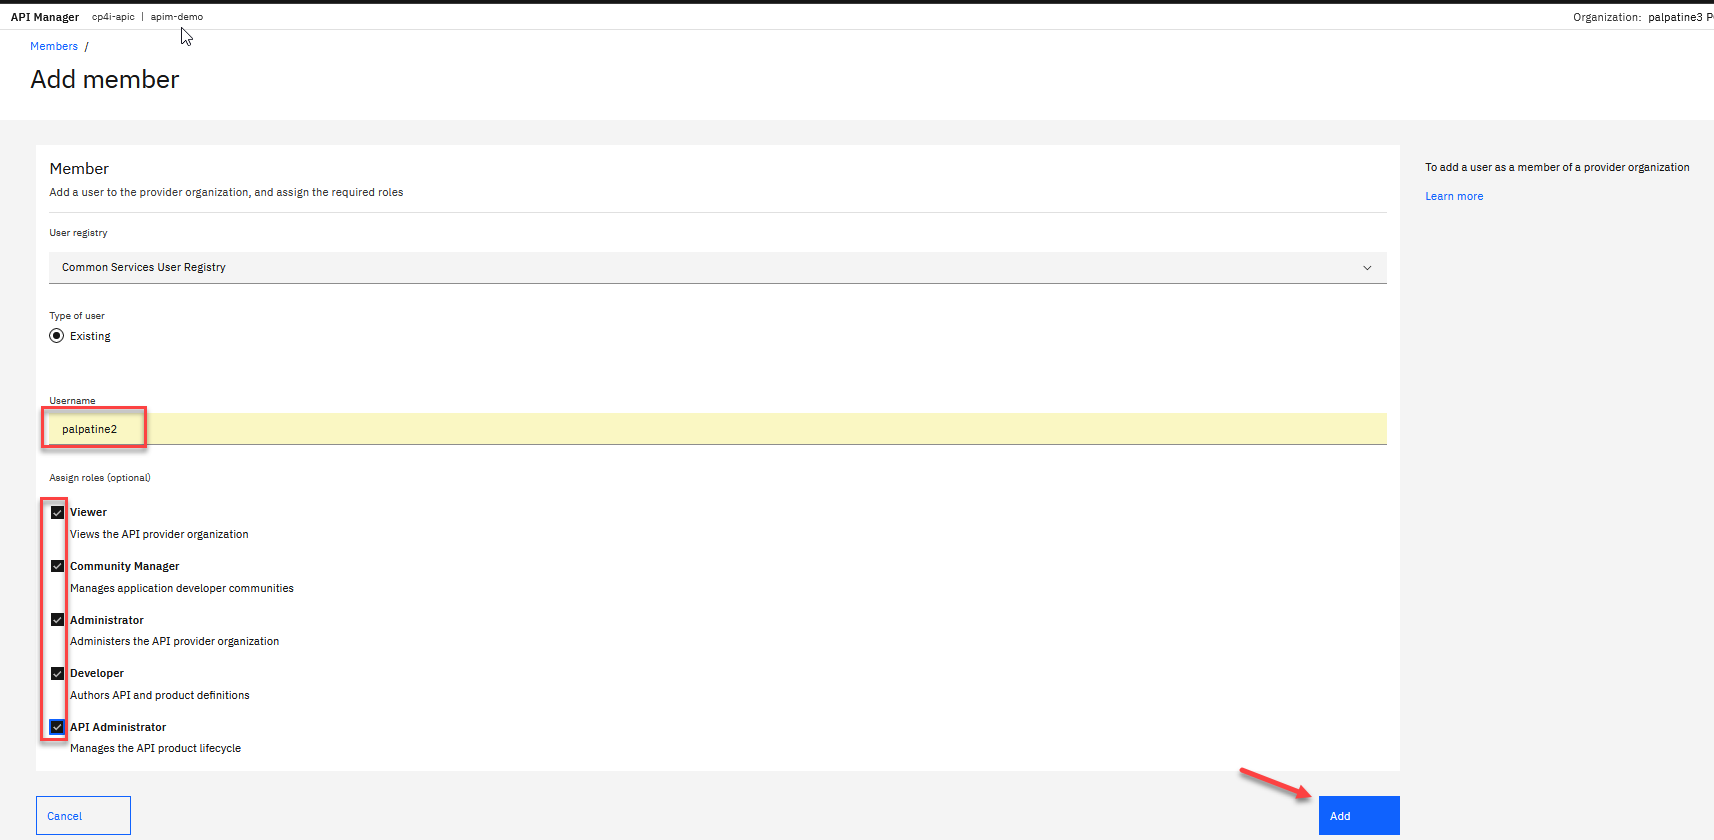 API Manager cp4i-apic | apim-demo Organization: palpatine3 P
Members /
Add member
Member
Add a user to the provider organization, and assign the required roles
To add a user as a member of a provider organization
Learn more
User registry
Common Services User Registry
Type of user
Existing
Username
palpatine2
Assign roles (optional)
Viewer
Views the API provider organization
Community Manager
Manages application developer communities
Administrator
Administers the API provider organization
Developer
Authors API and product definitions
API Administrator
Manages the API product lifecycle
Cancel Add